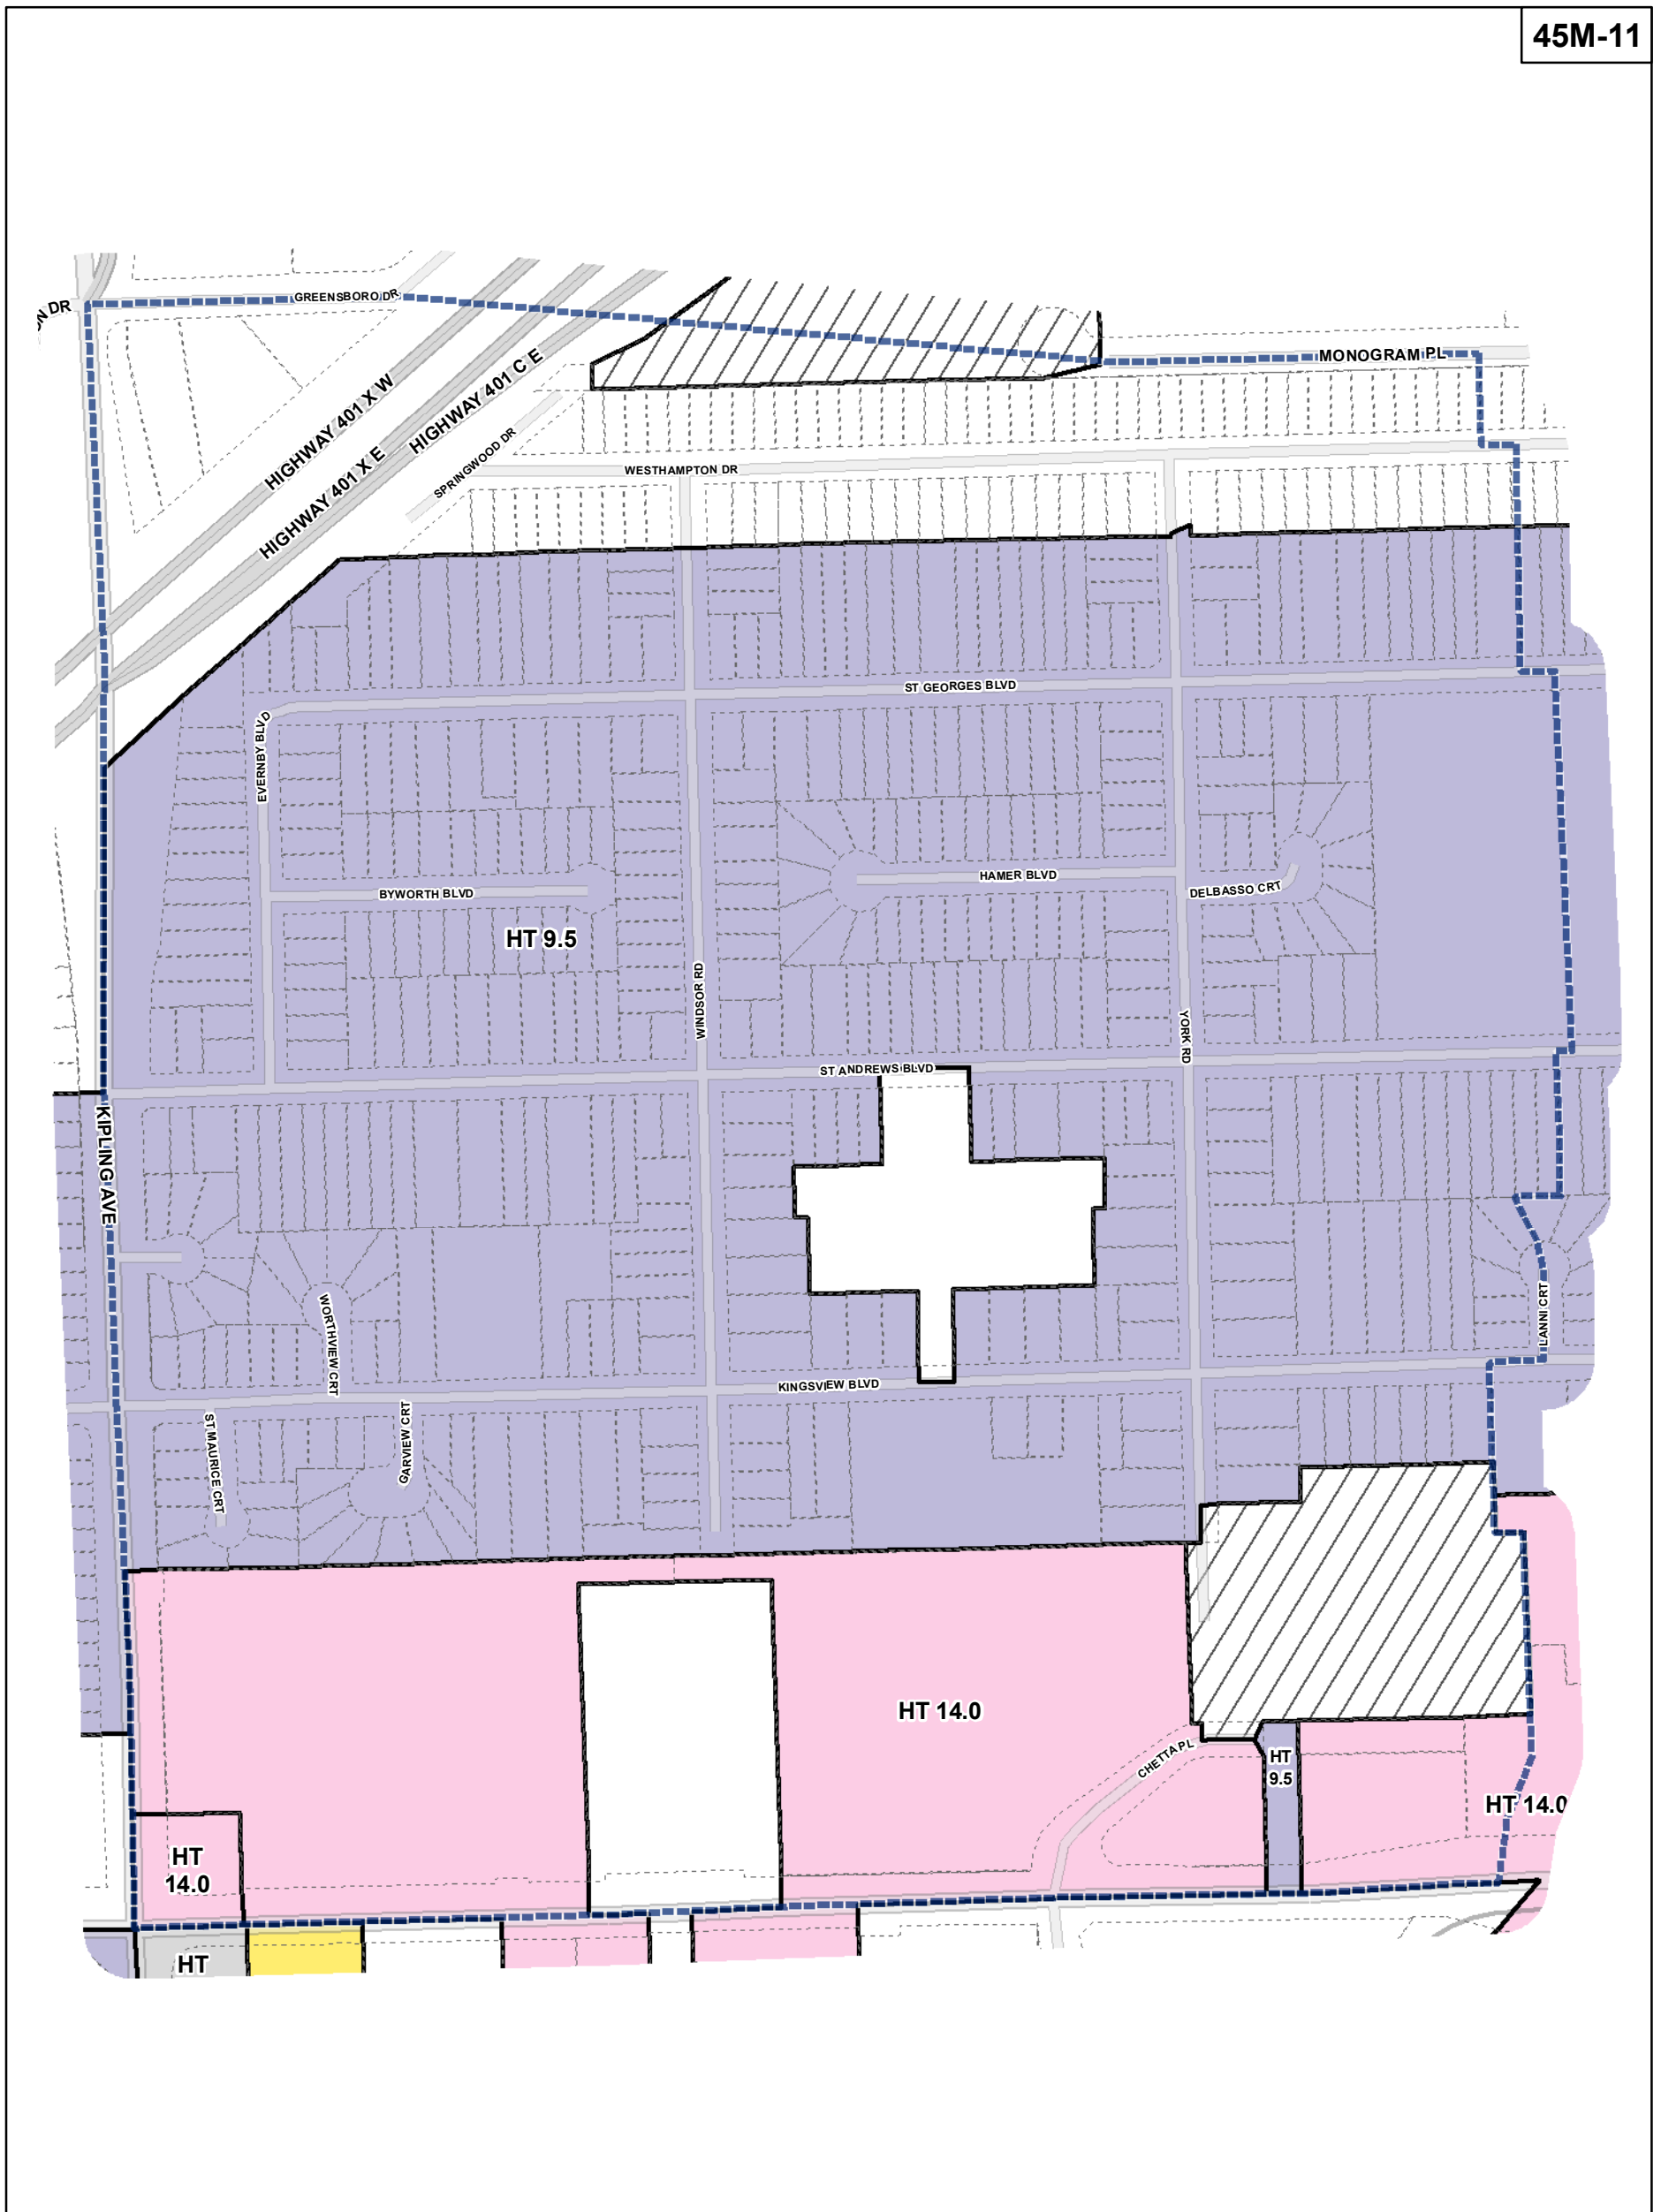 45M-11
N DR
GREENSBORO DR
MONOGRAM PL
HIGHWAY 401 X W
HIGHWAY 401 C E
HIGHWAY 401 X E
SPRINGWOOD DR
WESTHAMPTON DR
ST GEORGES BLVD
EVERNBY BLVD
BYWORTH BLVD
HAMER BLVD
DELBASSO CRT
HT 9.5
WINDSOR RD
YORK RD
ST ANDREWS BLVD
KIPLING AVE
WORTHVIEW CRT
LANNI CRT
KINGSVIEW BLVD
ST MAURICE CRT
GARVIEW CRT
HT 14.0
CHETTA PL
HT
9.5
HT 14.0
HT
14.0
HT